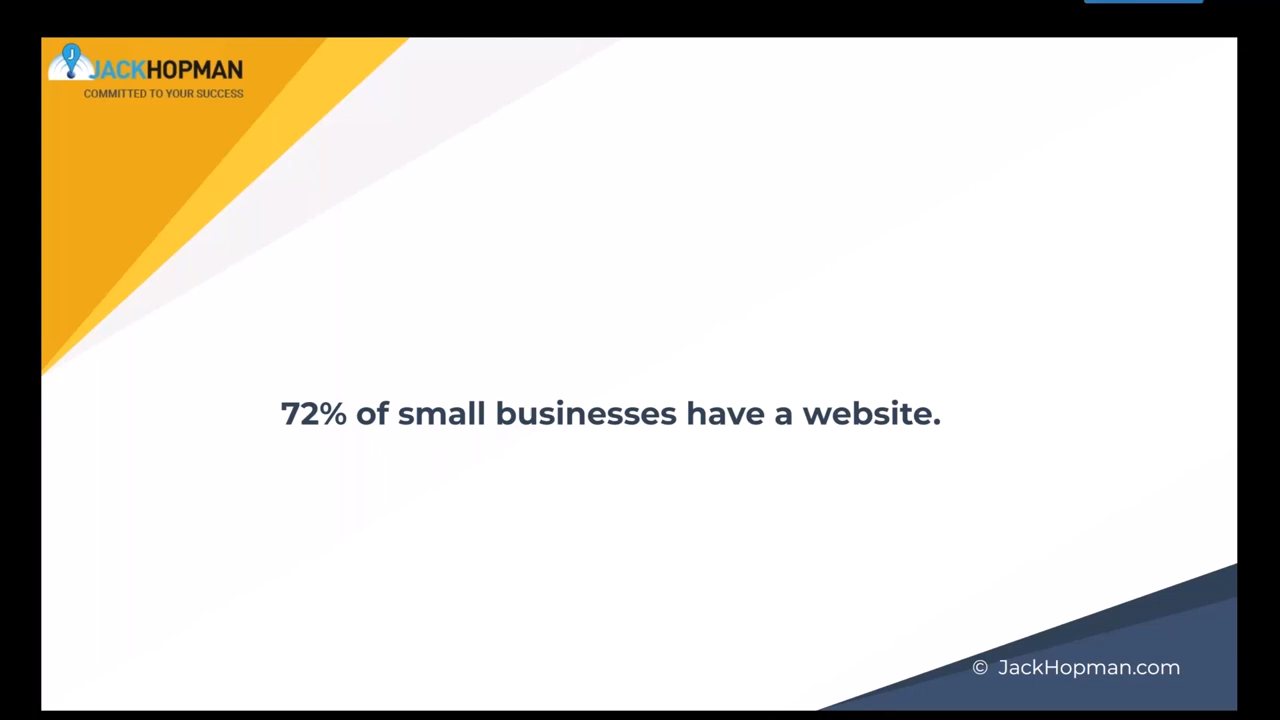 J
JACKHOPMAN
COMMITTED TO YOUR SUCCESS
72% of small businesses have a website.
© JackHopman.com